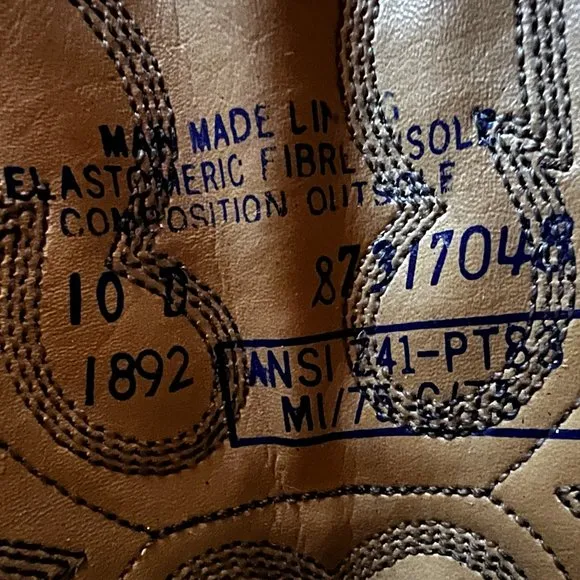 MAN MADE LINING INSOLE
ELASTOMERIC FIBRE
COMPOSITION OUTSOLE
10 D 87317048
1892
ANSI Z41-PT83
MI/75 C/75